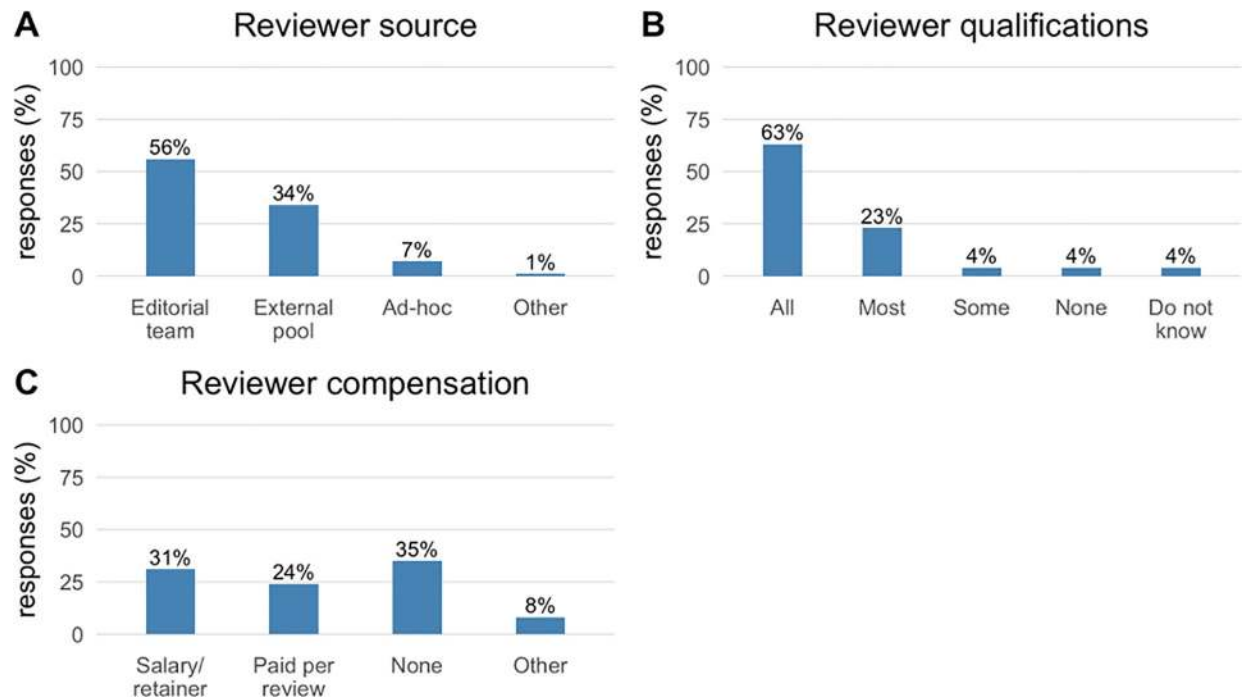 A Reviewer source
responses (%)
100
75
50
25
0
56%
34%
7%
1%
Editorial team
External pool
Ad-hoc
Other
B Reviewer qualifications
responses (%)
100
75
50
25
0
63%
23%
4%
4%
4%
All
Most
Some
None
Do not know
C Reviewer compensation
responses (%)
100
75
50
25
0
31%
24%
35%
8%
Salary/
retainer
Paid per
review
None
Other